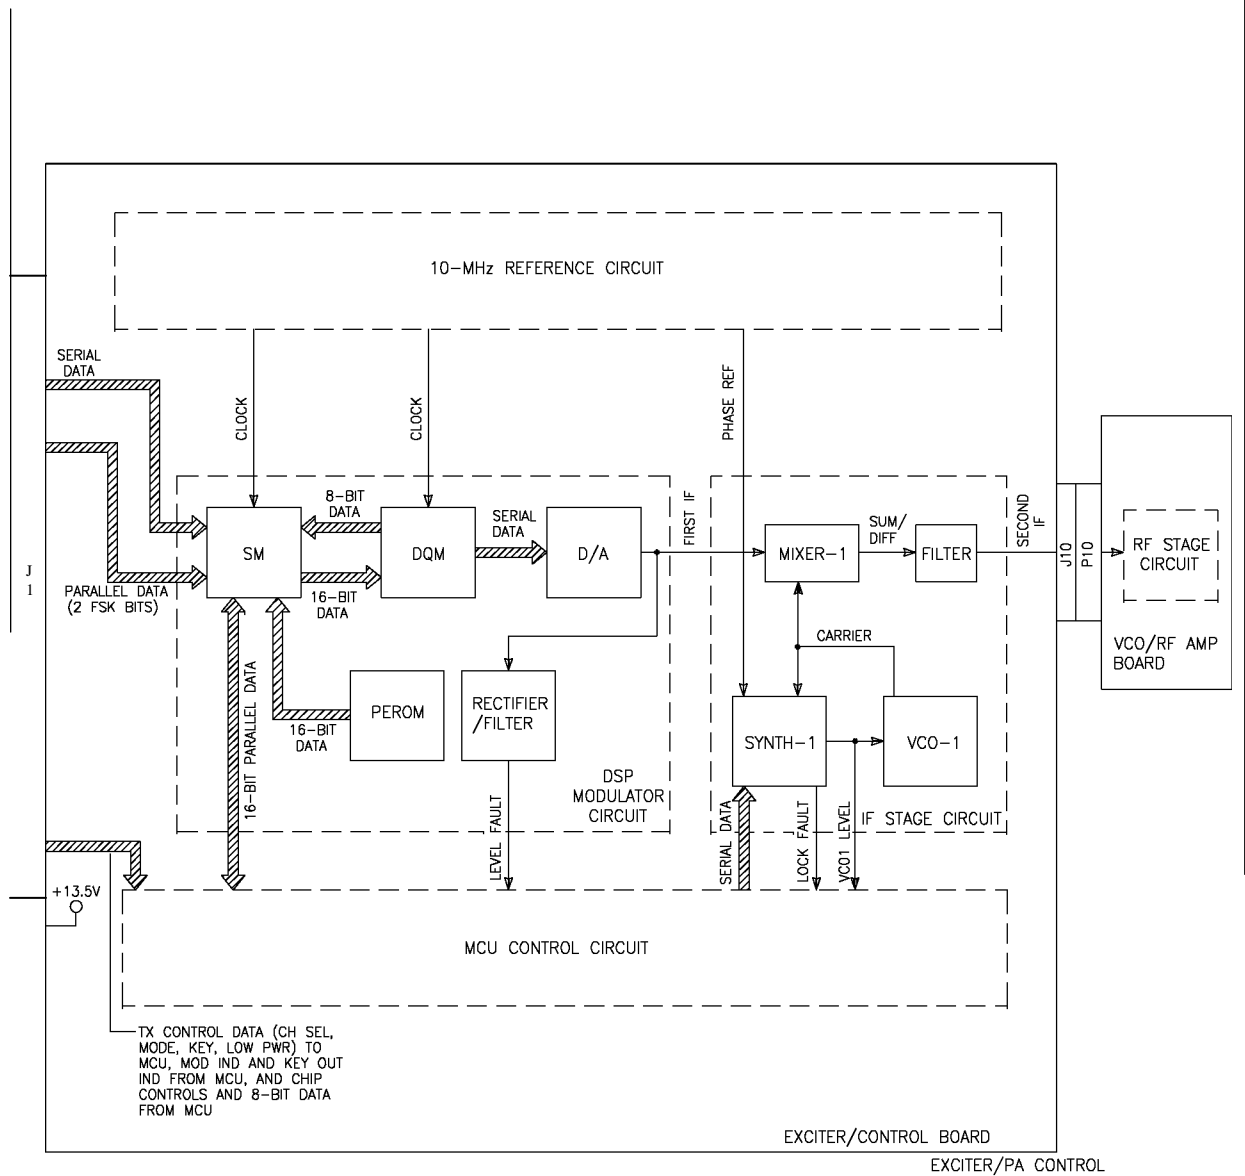 10-MHz REFERENCE CIRCUIT
SERIAL
DATA
CLOCK
CLOCK
PHASE REF
8-BIT
DATA
SERIAL
DATA
FIRST IF
SUM/
DIFF
SECOND
IF
SM
DQM
D/A
MIXER-1
FILTER
J10
P10
RF STAGE
CIRCUIT
J
1
PARALLEL DATA
(2 FSK BITS)
16-BIT
DATA
CARRIER
VCO/RF AMP
BOARD
16-BIT PARALLEL DATA
PEROM
16-BIT
DATA
RECTIFIER
/FILTER
SYNTH-1
VCO-1
DSP
MODULATOR
CIRCUIT
IF STAGE CIRCUIT
LEVEL FAULT
SERIAL DATA
LOCK FAULT
VCO1 LEVEL
+13.5V
MCU CONTROL CIRCUIT
TX CONTROL DATA (CH SEL,
MODE, KEY, LOW PWR) TO
MCU, MOD IND AND KEY OUT
IND FROM MCU, AND CHIP
CONTROLS AND 8-BIT DATA
FROM MCU
EXCITER/CONTROL BOARD
EXCITER/PA CONTROL